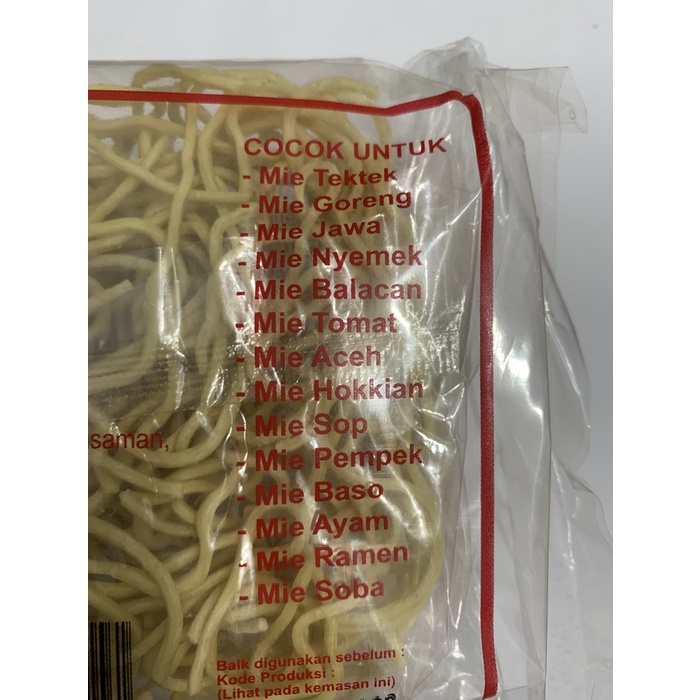 COCOK UNTUK
- Mie Tektek
- Mie Goreng
- Mie Jawa
- Mie Nyemek
- Mie Balacan
- Mie Tomat
- Mie Aceh
- Mie Hokkian
- Mie Sop
saman,
- Mie Pempek
- Mie Baso
- Mie Ayam
- Mie Ramen
- Mie Soba
Baik digunakan sebelum :
Kode Produksi :
(Lihat pada kemasan ini)